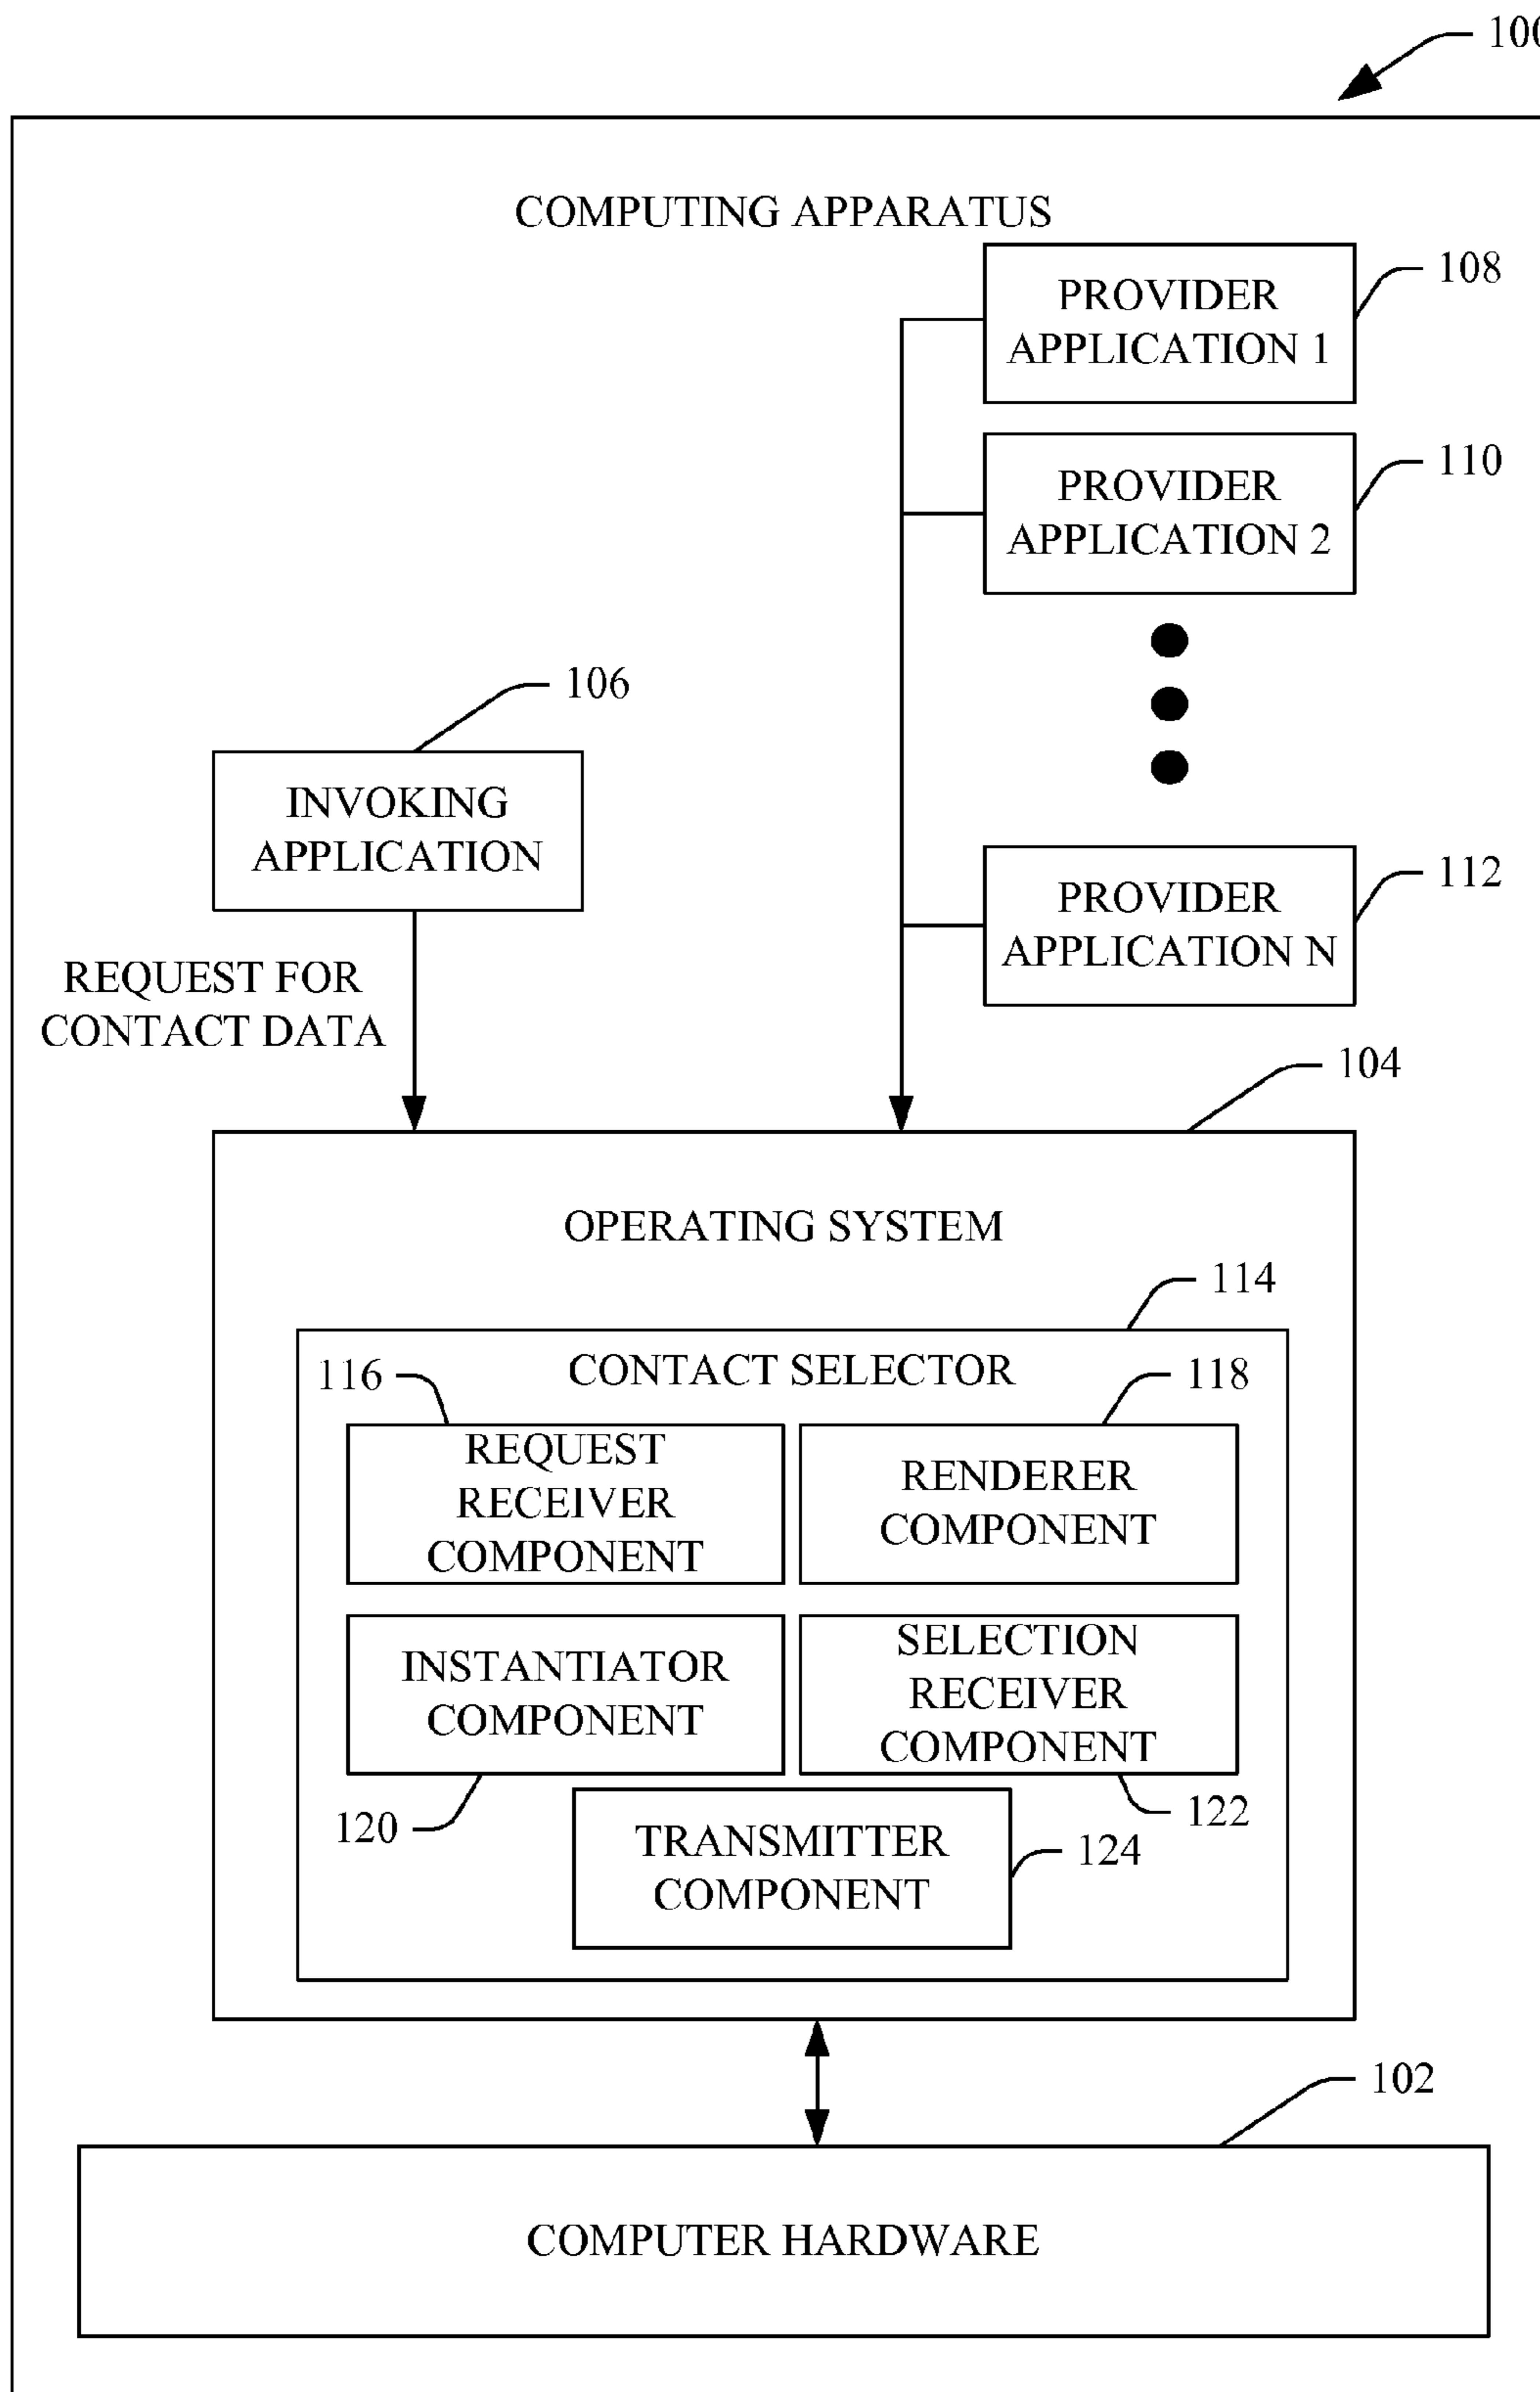 100
COMPUTING APPARATUS
PROVIDER
APPLICATION 1
108
PROVIDER
APPLICATION 2
110
106
INVOKING
APPLICATION
PROVIDER
APPLICATION N
112
REQUEST FOR
CONTACT DATA
104
OPERATING SYSTEM
114
CONTACT SELECTOR
116
118
REQUEST
RECEIVER
COMPONENT
RENDERER
COMPONENT
INSTANTIATOR
COMPONENT
SELECTION
RECEIVER
COMPONENT
120
122
TRANSMITTER
COMPONENT
124
102
COMPUTER HARDWARE